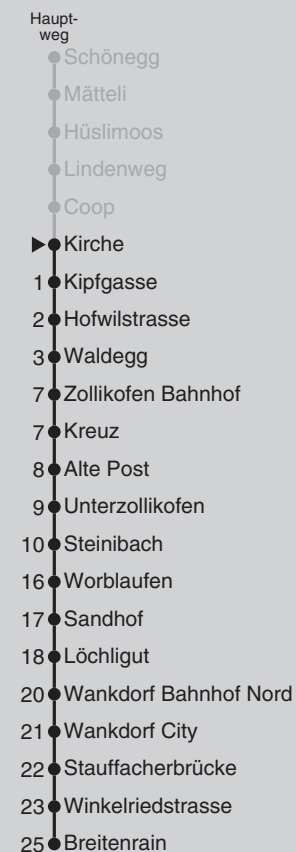 Haupt-
weg
Schönegg
Mätteli
Hüslimoos
Lindenweg
Coop
Kirche
1 Kipfgasse
2 Hofwilstrasse
3 Waldegg
7 Zollikofen Bahnhof
7 Kreuz
8 Alte Post
9 Unterzollikofen
10 Steinibach
16 Worblaufen
17 Sandhof
18 Löchligut
20 Wankdorf Bahnhof Nord
21 Wankdorf City
22 Stauffacherbrücke
23 Winkelriedstrasse
25 Breitenrain